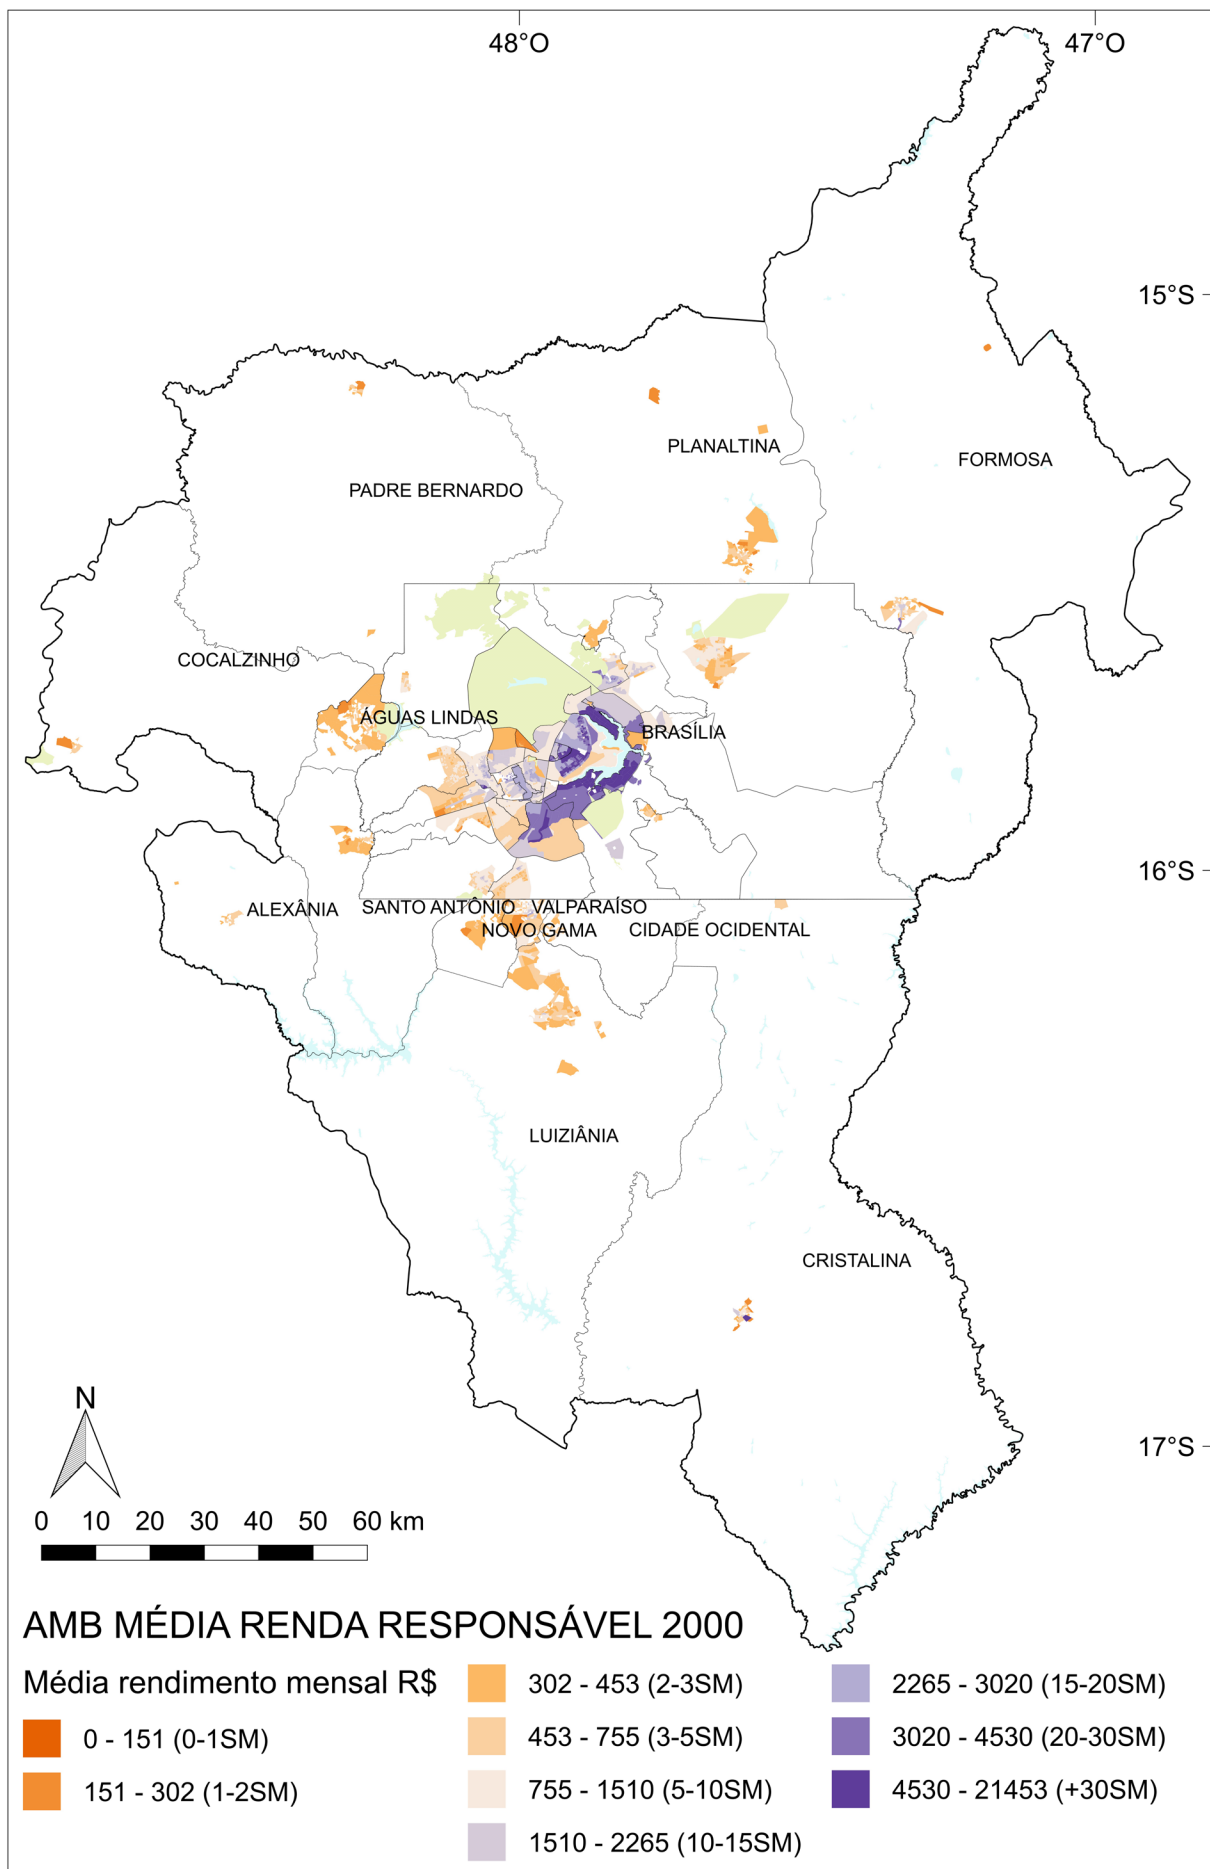 48°O
47°O
15°S
PLANALTINA
FORMOSA
PADRE BERNARDO
COCALZINHO
ÁGUAS LINDAS
BRASÍLIA
16°S
ALEXÂNIA
SANTO ANTÔNIO
VALPARAÍSO
NOVO GAMA
CIDADE OCIDENTAL
LUIZIÂNIA
CRISTALINA
N
17°S
0 10 20 30 40 50 60 km
AMB MÉDIA RENDA RESPONSÁVEL 2000
Média rendimento mensal R$
0 - 151 (0-1SM)
151 - 302 (1-2SM)
302 - 453 (2-3SM)
453 - 755 (3-5SM)
755 - 1510 (5-10SM)
1510 - 2265 (10-15SM)
2265 - 3020 (15-20SM)
3020 - 4530 (20-30SM)
4530 - 21453 (+30SM)